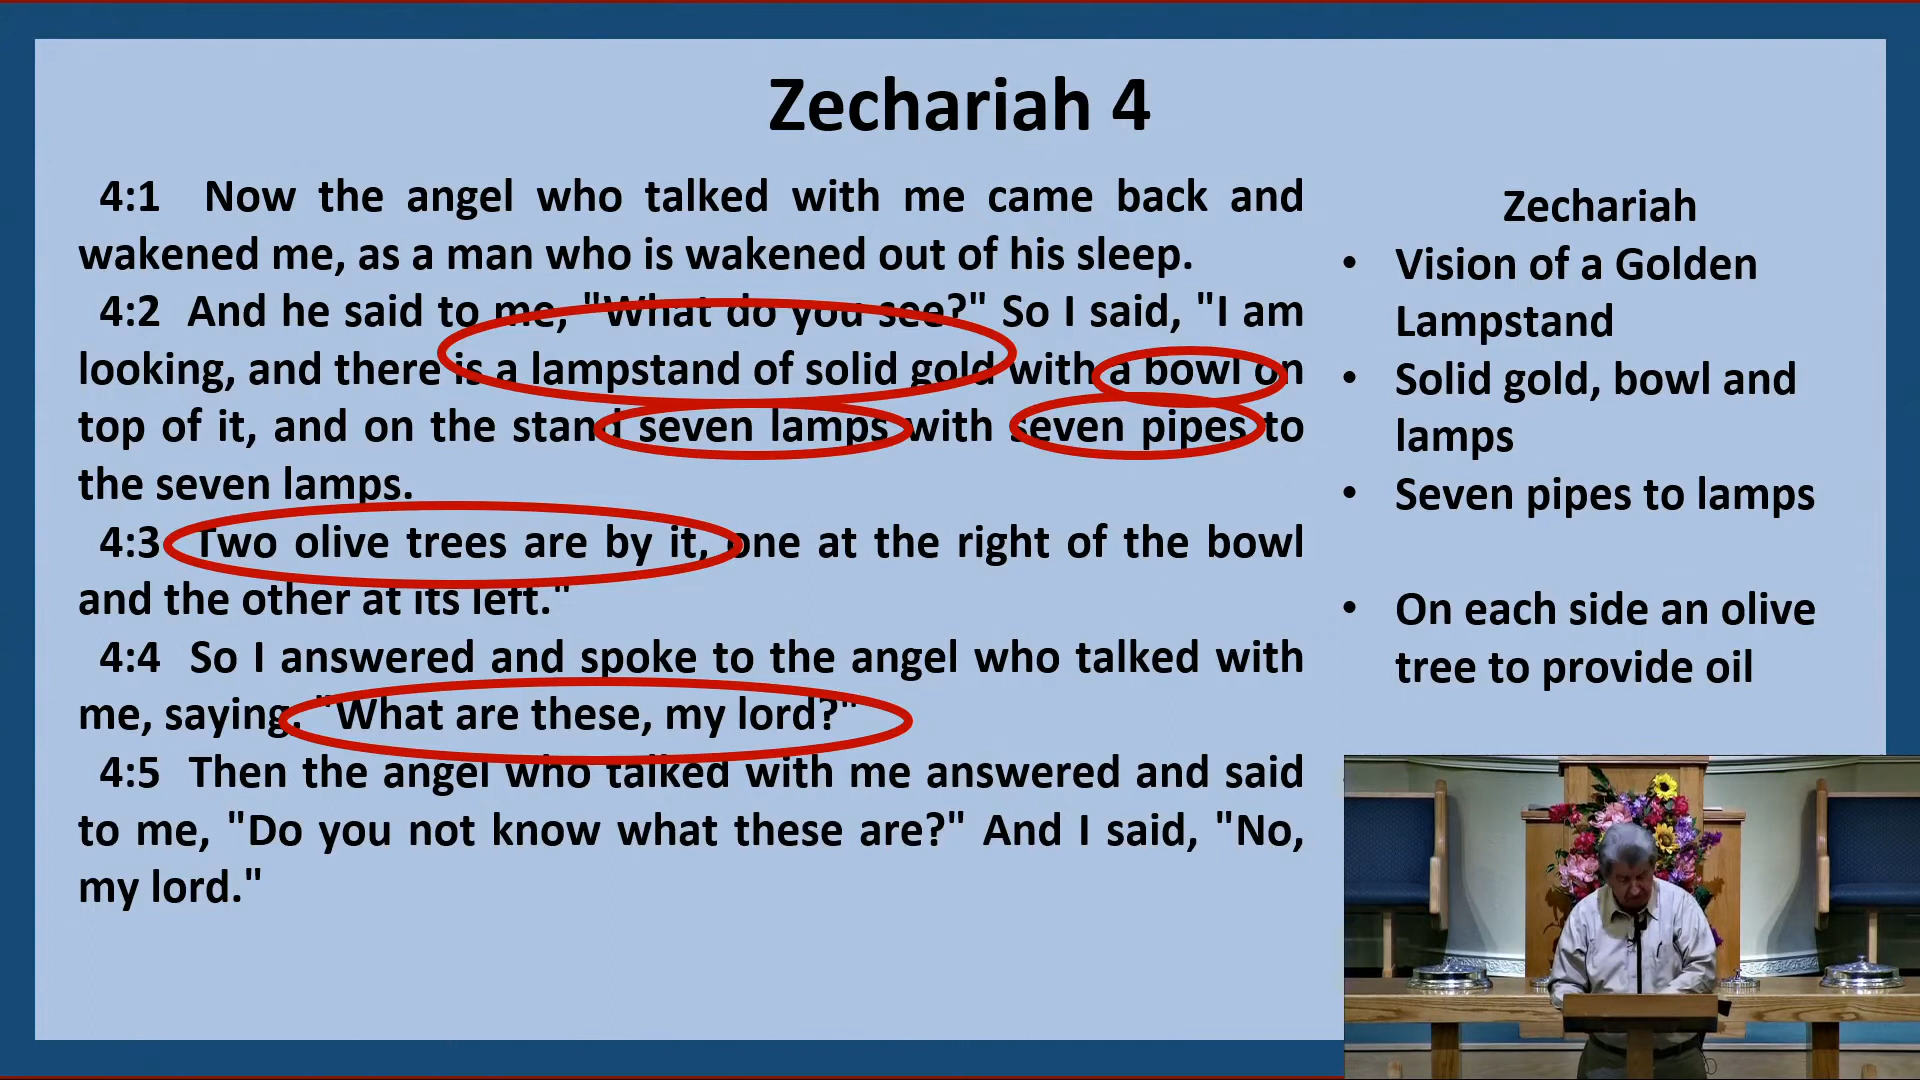 Zechariah 4
4:1 Now the angel who talked with me came back and
wakened me, as a man who is wakened out of his sleep.
4:2 And he said to me, "What do you see?" So I said, "I am
looking, and there is a lampstand of solid gold with a bowl on
top of it, and on the stand seven lamps with seven pipes to
the seven lamps.
4:3 Two olive trees are by it, one at the right of the bowl
and the other at its left."
4:4 So I answered and spoke to the angel who talked with
me, saying, "What are these, my lord?"
4:5 Then the angel who talked with me answered and said
to me, "Do you not know what these are?" And I said, "No,
my lord."
Zechariah
• Vision of a Golden
Lampstand
• Solid gold, bowl and
lamps
• Seven pipes to lamps
• On each side an olive
tree to provide oil